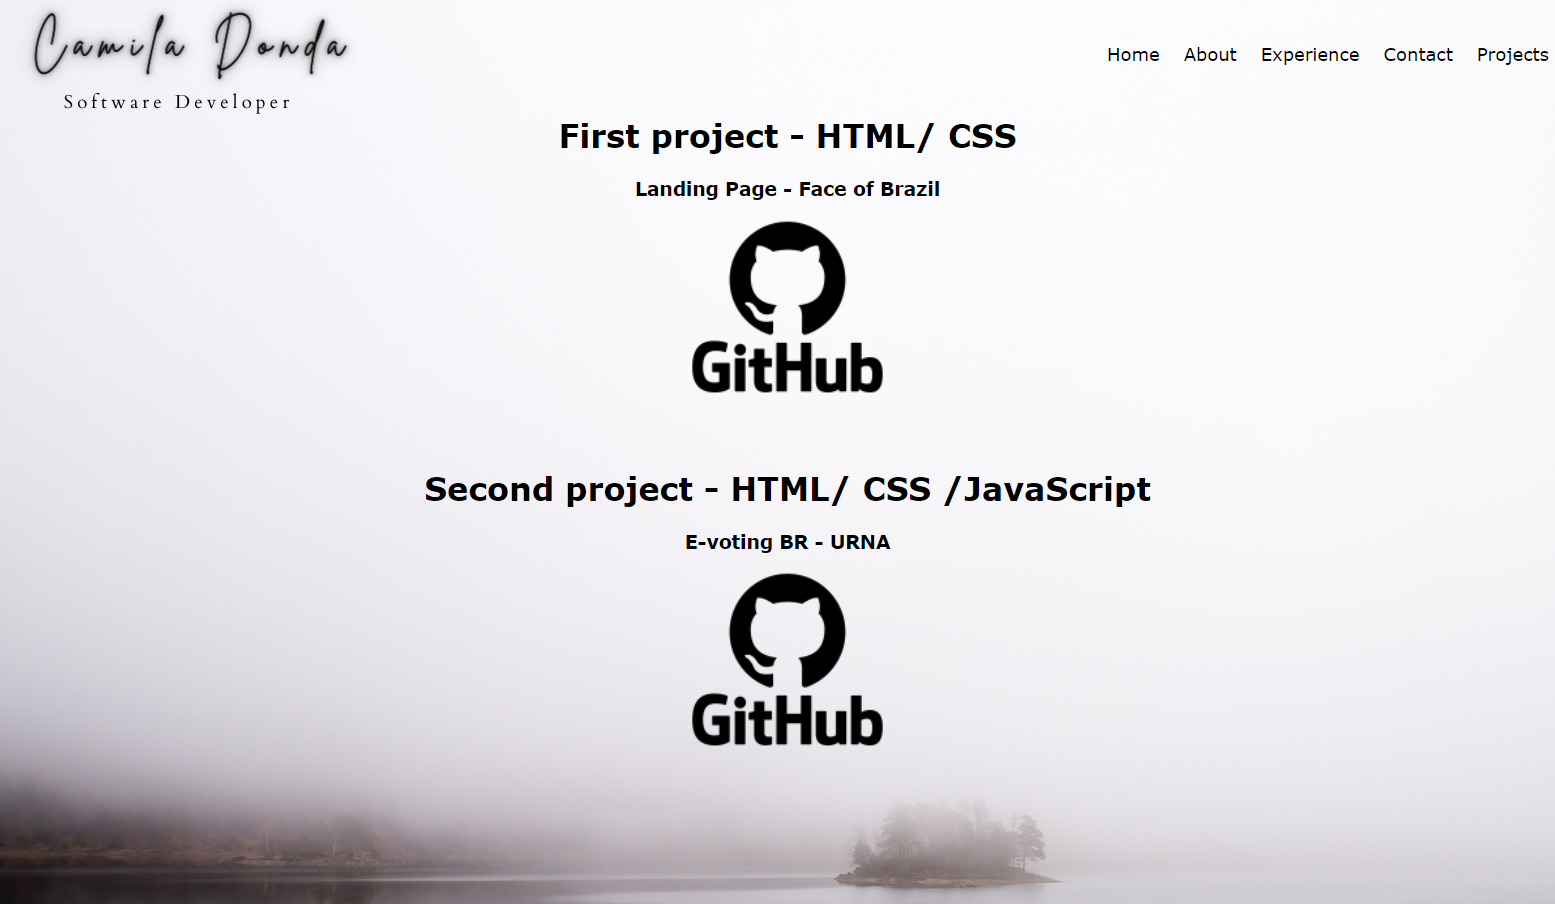 Camila Donda
Software Developer
Home About Experience Contact Projects
First project - HTML/ CSS
Landing Page - Face of Brazil
GitHub
Second project - HTML/ CSS /JavaScript
E-voting BR - URNA
GitHub